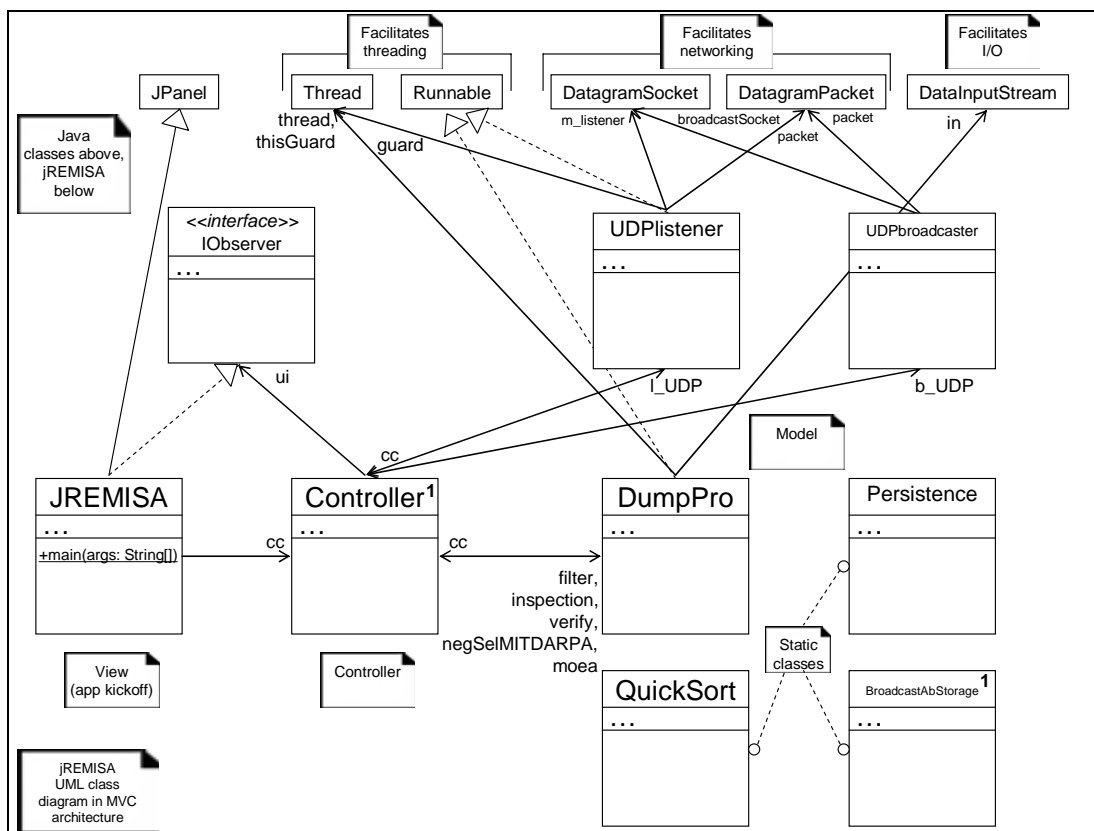 Facilitates
threading
Facilitates
networking
Facilitates
I/O
JPanel
Thread
Runnable
DatagramSocket
DatagramPacket
DataInputStream
thread,
thisGuard
guard
m_listener
broadcastSocket
packet
packet
in
Java
classes above,
jREMISA
below
<<interface>>
IObserver
...
UDPlistener
...
UDPbroadcaster
...
ui
l_UDP
b_UDP
cc
Model
JREMISA
...
+main(args: String[])
cc
Controller1
...
cc
DumpPro
...
Persistence
...
filter,
inspection,
verify,
negSelMITDARPA,
moea
View
(app kickoff)
Controller
Static
classes
QuickSort
...
BroadcastAbStorage1
...
jREMISA
UML class
diagram in MVC
architecture